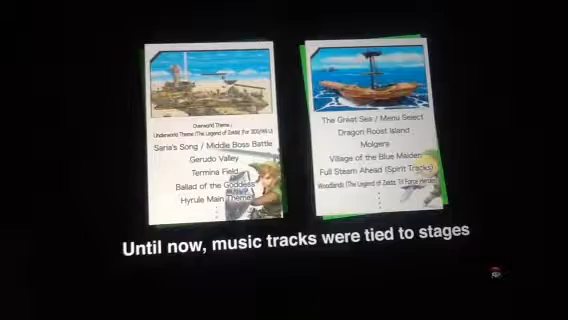 Overworld Theme /
Underworld Theme (The Legend of Zelda) (for 3DS/Wii U)
Saria's Song / Middle Boss Battle
Gerudo Valley
Termina Field
Ballad of the Goddess
Hyrule Main Theme
The Great Sea / Menu Select
Dragon Roost Island
Molgera
Village of the Blue Maiden
Full Steam Ahead (Spirit Tracks)
Woodlands (The Legend of Zelda: Tri Force Heroes)
Until now, music tracks were tied to stages